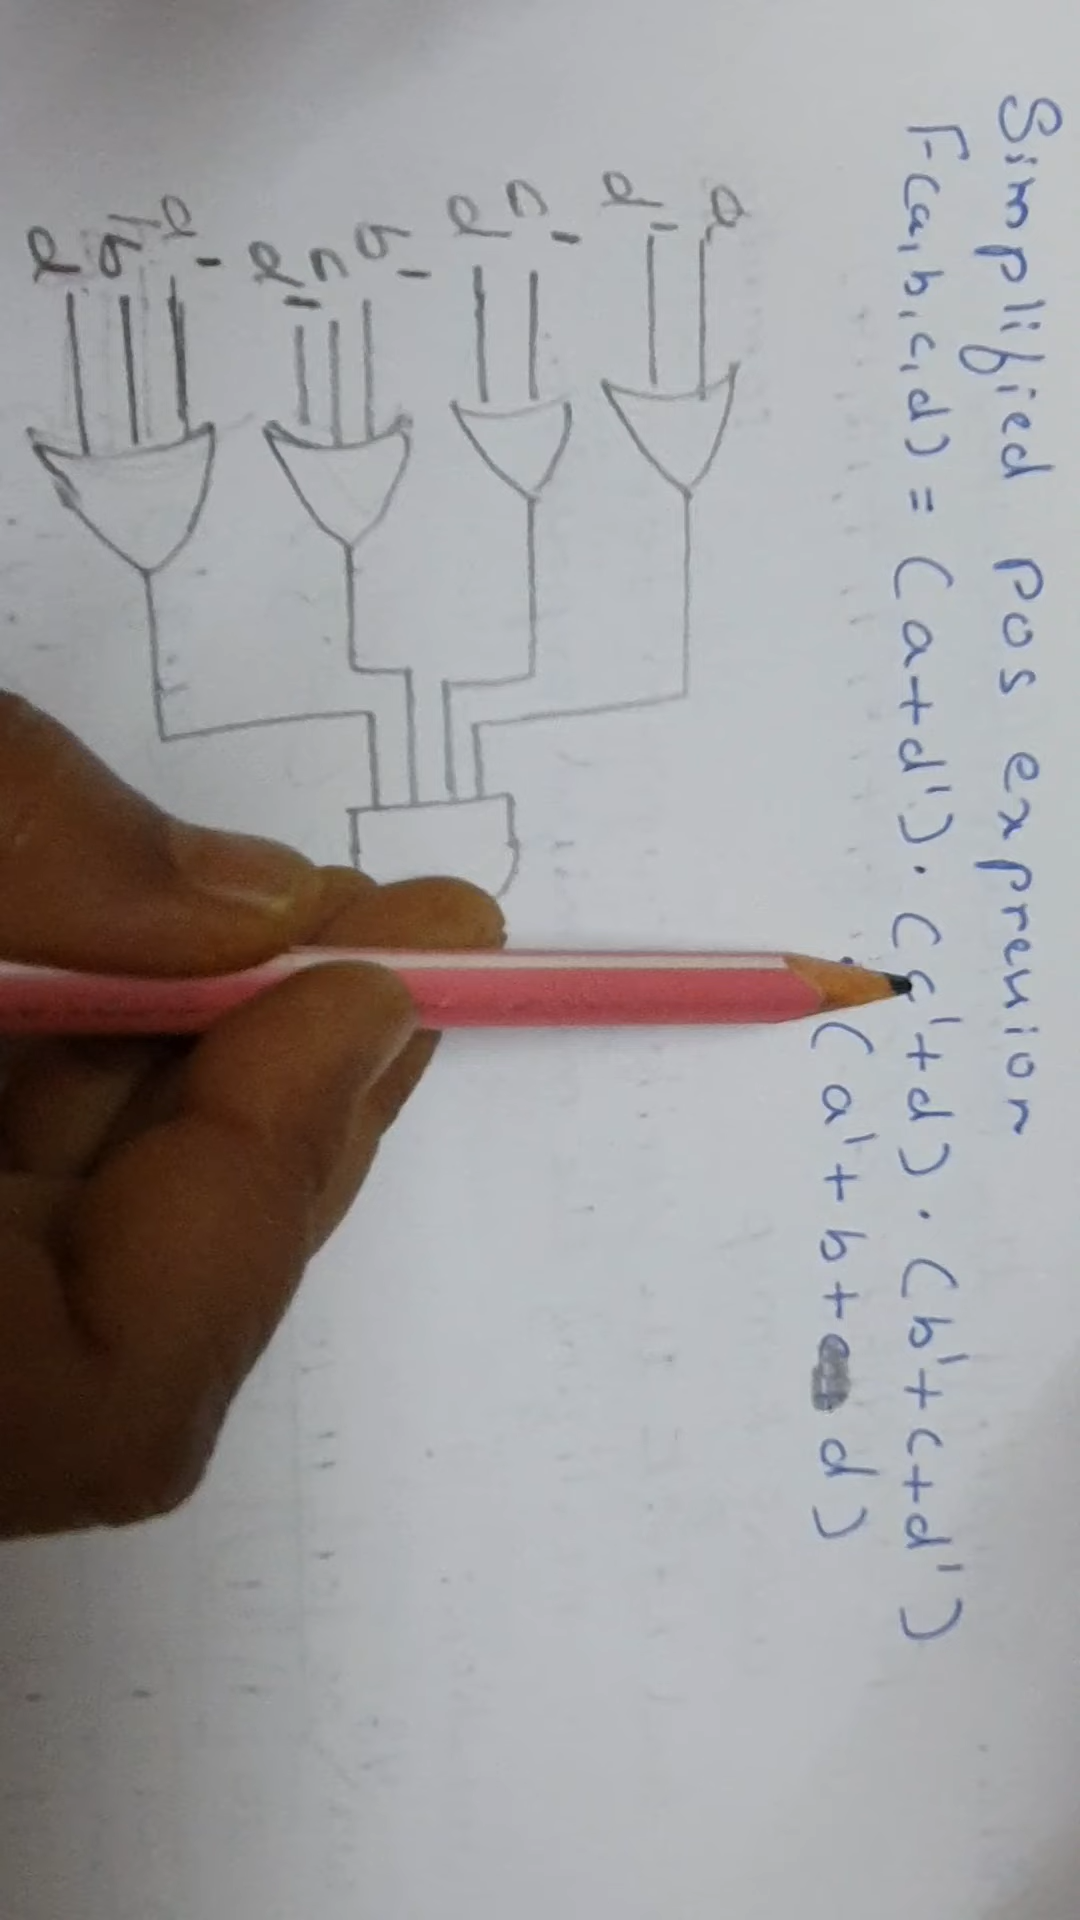 Simplified POS expression
F(a,b,c,d) = (a+d').(c'+d).(b'+c+d')
.(a'+b+d)
a
d'
c'
d
b'
c
d'
a'
b
d